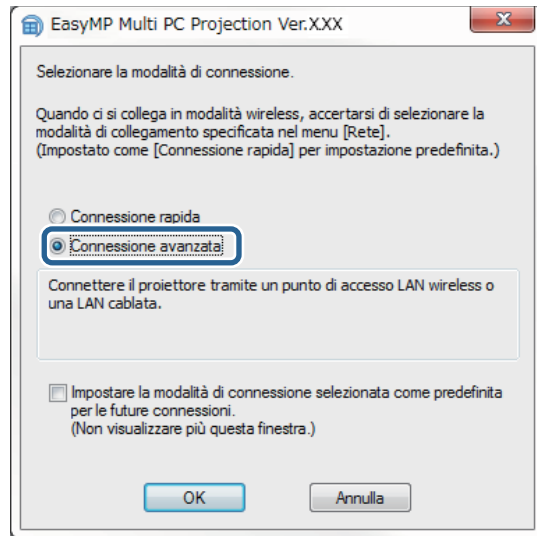 EasyMP Multi PC Projection Ver.XXX
Selezionare la modalità di connessione.
Quando ci si collega in modalità wireless, accertarsi di selezionare la
modalità di collegamento specificata nel menu [Rete].
(Impostato come [Connessione rapida] per impostazione predefinita.)
Connessione rapida
Connessione avanzata
Connettere il proiettore tramite un punto di accesso LAN wireless o
una LAN cablata.
Impostare la modalità di connessione selezionata come predefinita
per le future connessioni.
(Non visualizzare più questa finestra.)
OK Annulla